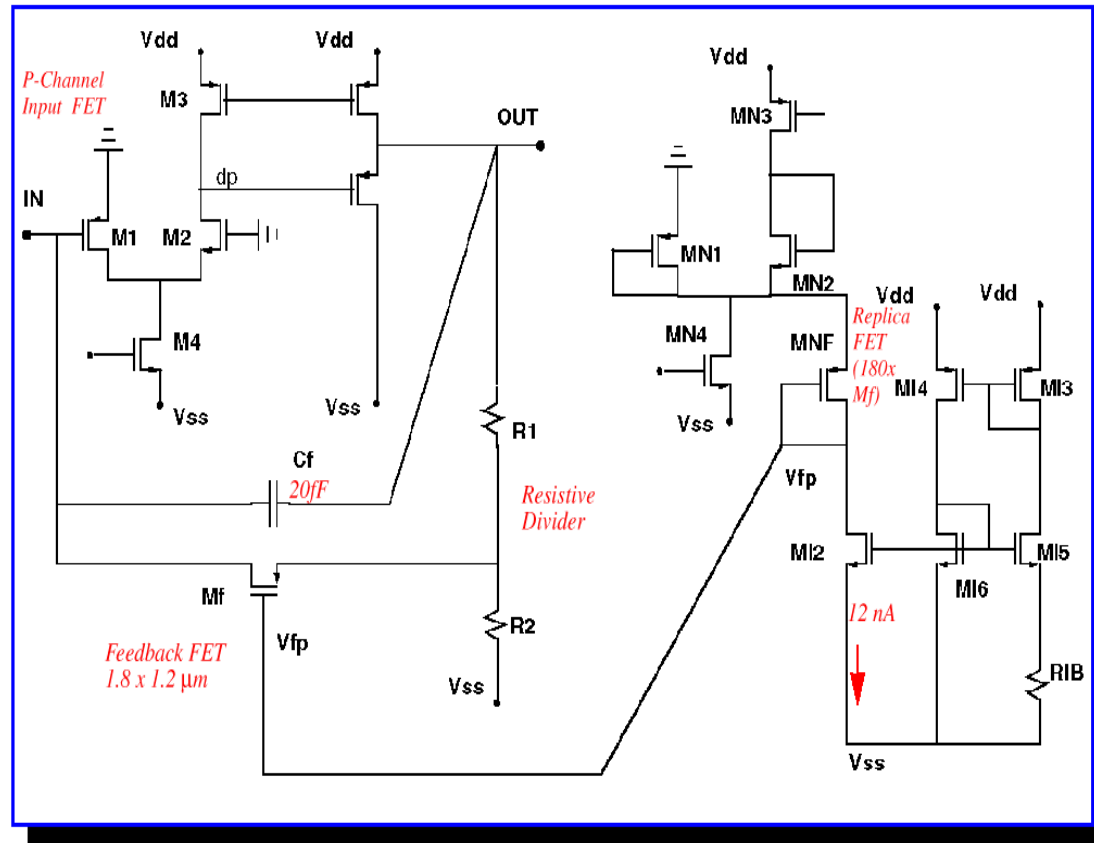 Vdd
Vdd
P-Channel
Input FET
M3
Vdd
OUT
MN3
dp
IN
M1
M2
MN1
MN2
Vdd
Vdd
Replica
FET
(180x
Mf)
M4
MN4
MNF
MI4
MI3
Vss
Vss
Vss
R1
Cf
20fF
Vfp
Resistive
Divider
MI2
MI5
MI6
Mf
12 nA
R2
Vfp
Feedback FET
1.8 x 1.2 µm
Vss
RIB
Vss